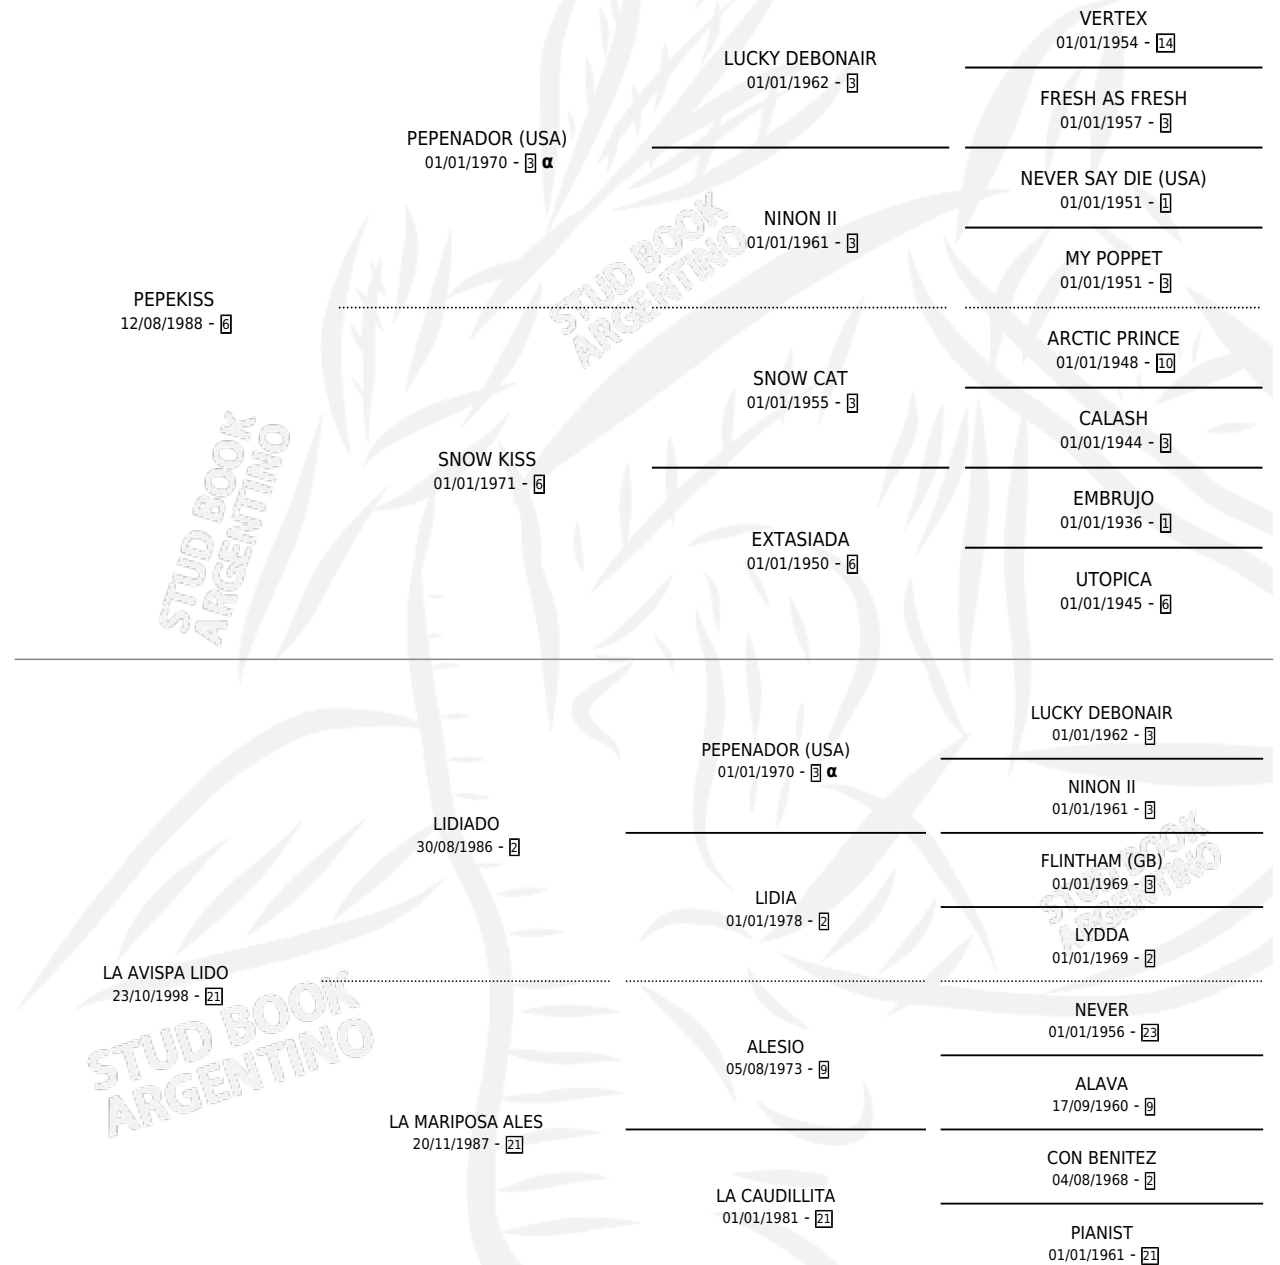 VERTEX
01/01/1954 - 14
LUCKY DEBONAIR
01/01/1962 - 3
FRESH AS FRESH
01/01/1957 - 3
PEPENADOR (USA)
01/01/1970 - 3 α
NEVER SAY DIE (USA)
01/01/1951 - 1
NINON II
01/01/1961 - 3
MY POPPET
01/01/1951 - 3
STUD BOOK
ARGENTINO
PEPEKISS
12/08/1988 - 6
ARCTIC PRINCE
01/01/1948 - 10
SNOW CAT
01/01/1955 - 3
CALASH
01/01/1944 - 3
SNOW KISS
01/01/1971 - 6
EMBRUJO
01/01/1936 - 1
EXTASIADA
01/01/1950 - 6
UTOPICA
01/01/1945 - 6
STUD BOOK
ARGENTINO
LUCKY DEBONAIR
01/01/1962 - 3
PEPENADOR (USA)
01/01/1970 - 3 α
NINON II
01/01/1961 - 3
LIDIADO
30/08/1986 - 2
FLINTHAM (GB)
01/01/1969 - 3
LIDIA
01/01/1978 - 2
LYDDA
01/01/1969 - 2
STUD BOOK
ARGENTINO
LA AVISPA LIDO
23/10/1998 - 21
NEVER
01/01/1956 - 23
ALESIO
05/08/1973 - 9
ALAVA
17/09/1960 - 9
STUD BOOK
ARGENTINO
LA MARIPOSA ALES
20/11/1987 - 21
CON BENITEZ
04/08/1968 - 2
LA CAUDILLITA
01/01/1981 - 21
PIANIST
01/01/1961 - 21